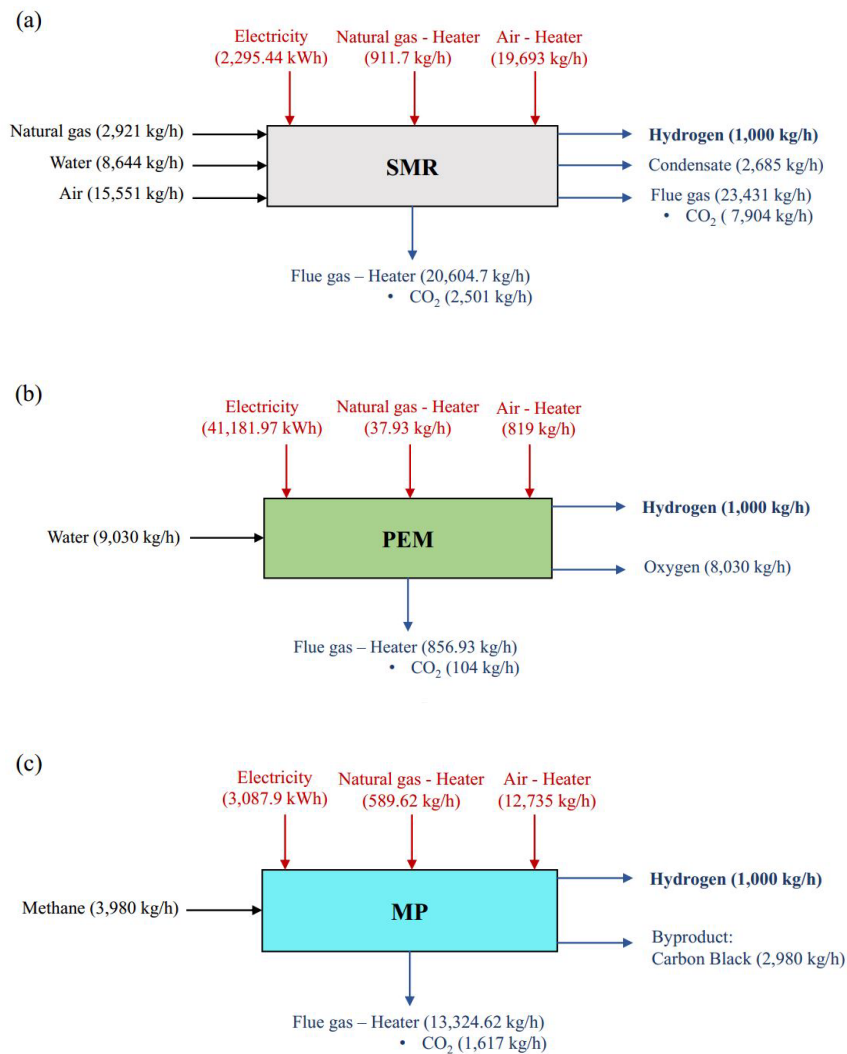 (a)
Electricity
(2,295.44 kWh)
Natural gas - Heater
(911.7 kg/h)
Air - Heater
(19,693 kg/h)
Natural gas (2,921 kg/h)
Water (8,644 kg/h)
Air (15,551 kg/h)
SMR
Hydrogen (1,000 kg/h)
Condensate (2,685 kg/h)
Flue gas (23,431 kg/h)
• CO₂ ( 7,904 kg/h)
Flue gas – Heater (20,604.7 kg/h)
• CO₂ (2,501 kg/h)
(b)
Electricity
(41,181.97 kWh)
Natural gas - Heater
(37.93 kg/h)
Air - Heater
(819 kg/h)
Water (9,030 kg/h)
PEM
Hydrogen (1,000 kg/h)
Oxygen (8,030 kg/h)
Flue gas – Heater (856.93 kg/h)
• CO₂ (104 kg/h)
(c)
Electricity
(3,087.9 kWh)
Natural gas - Heater
(589.62 kg/h)
Air - Heater
(12,735 kg/h)
Methane (3,980 kg/h)
MP
Hydrogen (1,000 kg/h)
Byproduct:
Carbon Black (2,980 kg/h)
Flue gas – Heater (13,324.62 kg/h)
• CO₂ (1,617 kg/h)